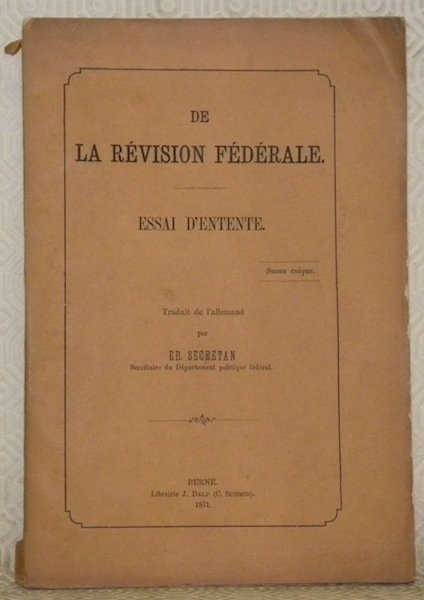 DE
LA RÉVISION FÉDÉRALE.
ESSAI D'ENTENTE.
Suum cuique.
Traduit de l'allemand
par
ED. SECRETAN
Secrétaire du Département politique fédéral.
BERNE.
Librairie J. DALP (C. SCHMID).
1871.